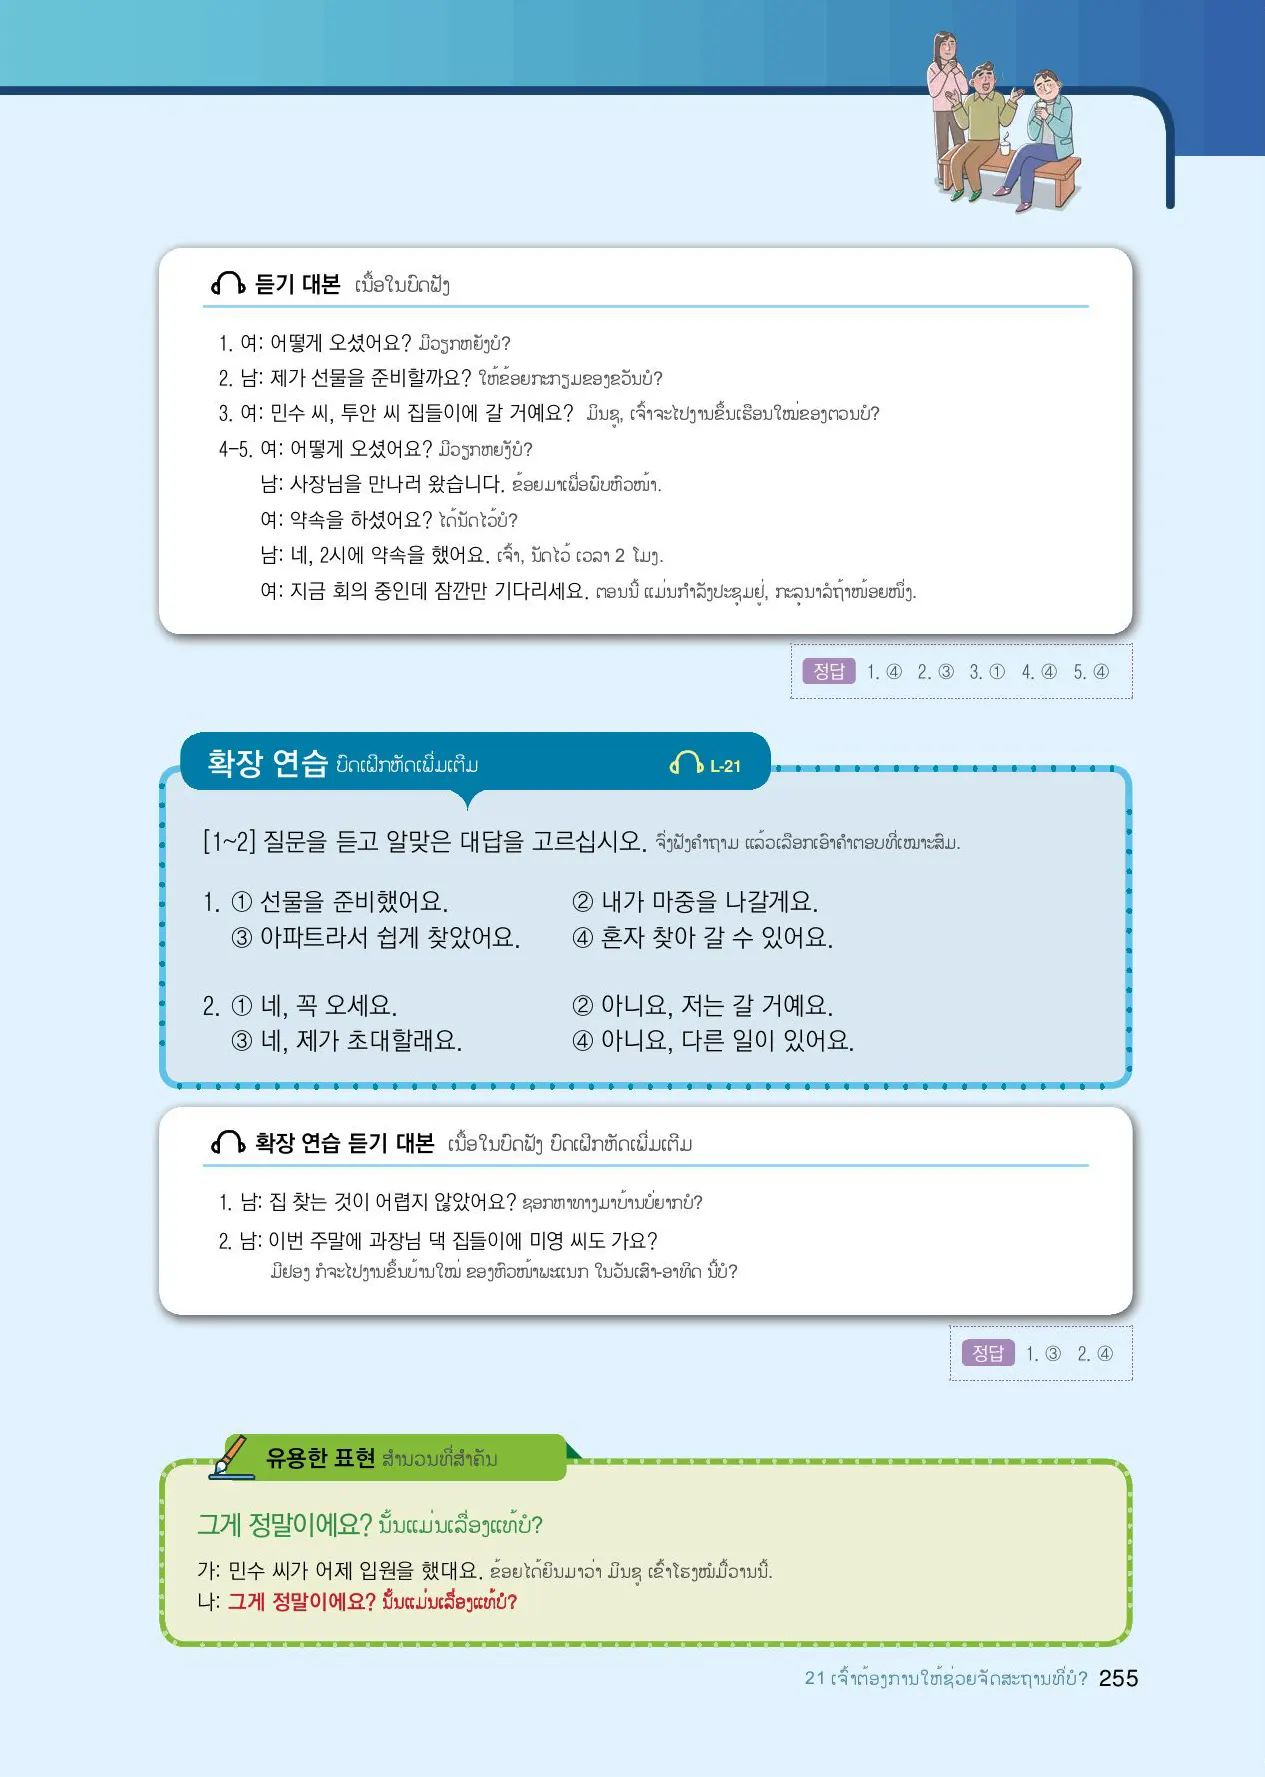 듣기 대본 ເນື້ອໃນບົດຟັງ
1. 여: 어떻게 오셨어요? ມີວຽກຫຍັງບໍ?
2. 남: 제가 선물을 준비할까요? ໃຫ້ຂ້ອຍກະກຽມຂອງຂວັນບໍ?
3. 여: 민수 씨, 투안 씨 집들이에 갈 거예요? ມິນຊູ, ເຈົ້າຈະໄປງານຂຶ້ນເຮືອນໃໝ່ຂອງຕວນບໍ?
4-5. 여: 어떻게 오셨어요? ມີວຽກຫຍັງບໍ?
남: 사장님을 만나러 왔습니다. ຂ້ອຍມາເພື່ອພົບຫົວໜ້າ.
여: 약속을 하셨어요? ໄດ້ນັດໄວ້ບໍ?
남: 네, 2시에 약속을 했어요. ເຈົ້າ, ນັດໄວ້ ເວລາ 2 ໂມງ.
여: 지금 회의 중인데 잠깐만 기다리세요. ຕອນນີ້ ແມ່ນກຳລັງປະຊຸມຢູ່, ກະລຸນາລໍຖ້າໜ້ອຍໜຶ່ງ.
정답 1. ④ 2. ③ 3. ① 4. ④ 5. ④
확장 연습 ບົດເຝິກຫັດເພີ່ມເຕີມ L-21
[1~2] 질문을 듣고 알맞은 대답을 고르십시오. ຈົ່ງຟັງຄຳຖາມ ແລ້ວເລືອກເອົາຄຳຕອບທີ່ເໝາະສົມ.
1. ① 선물을 준비했어요. ② 내가 마중을 나갈게요.
③ 아파트라서 쉽게 찾았어요. ④ 혼자 찾아 갈 수 있어요.
2. ① 네, 꼭 오세요. ② 아니요, 저는 갈 거예요.
③ 네, 제가 초대할래요. ④ 아니요, 다른 일이 있어요.
확장 연습 듣기 대본 ເນື້ອໃນບົດຟັງ ບົດເຝິກຫັດເພີ່ມເຕີມ
1. 남: 집 찾는 것이 어렵지 않았어요? ຊອກຫາທາງມາບ້ານບໍ່ຍາກບໍ?
2. 남: 이번 주말에 과장님 댁 집들이에 미영 씨도 가요?
ມີຢອງ ກໍຈະໄປງານຂຶ້ນບ້ານໃໝ່ ຂອງຫົວໜ້າພະແນກ ໃນວັນເສົາ-ອາທິດ ນີ້ບໍ?
정답 1. ③ 2. ④
유용한 표현 ສຳນວນທີ່ສຳຄັນ
그게 정말이에요? ນັ້ນແມ່ນເລື່ອງແທ້ບໍ?
가: 민수 씨가 어제 입원을 했대요. ຂ້ອຍໄດ້ຍິນມາວ່າ ມິນຊູ ເຂົ້າໂຮງໝໍມື້ວານນີ້.
나: 그게 정말이에요? ນັ້ນແມ່ນເລື່ອງແທ້ບໍ?
21 ເຈົ້າຕ້ອງການໃຫ້ຊ່ວຍຈັດສະຖານທີ່ບໍ? 255